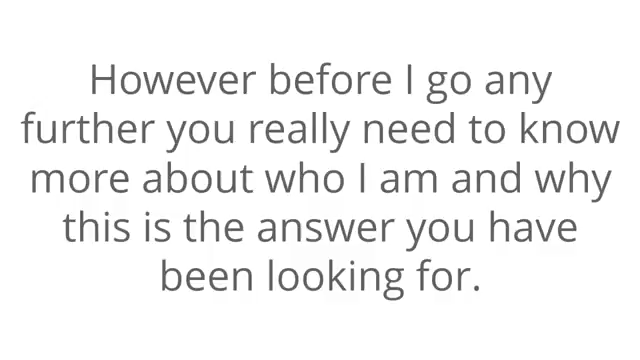 However before I go any
further you really need to know
more about who I am and why
this is the answer you have
been looking for.